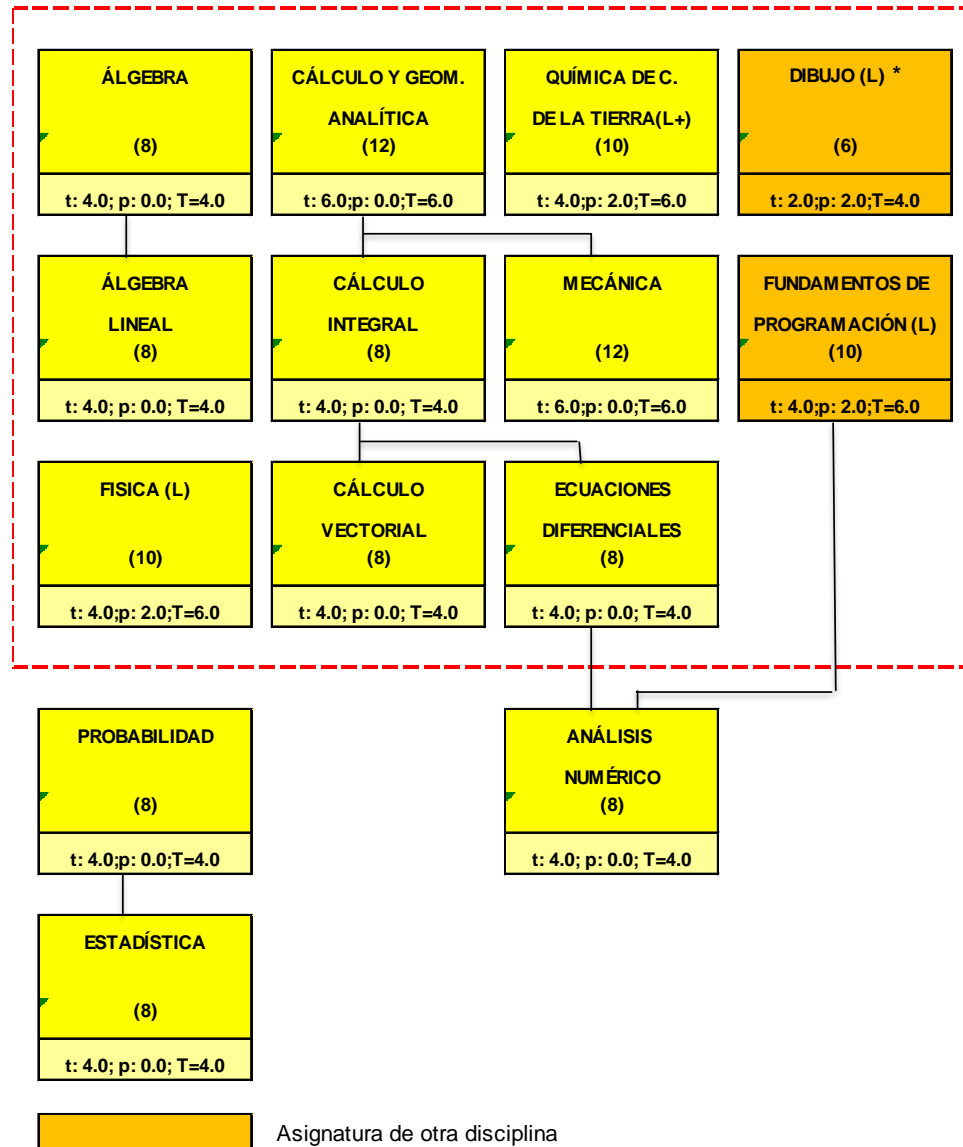 ÁLGEBRA
(8)
t: 4.0; p: 0.0; T=4.0
CÁLCULO Y GEOM.
ANALÍTICA
(12)
t: 6.0;p: 0.0;T=6.0
QUÍMICA DE C.
DE LA TIERRA(L+)
(10)
t: 4.0;p: 2.0;T=6.0
DIBUJO (L) *
(6)
t: 2.0;p: 2.0;T=4.0
ÁLGEBRA
LINEAL
(8)
t: 4.0; p: 0.0; T=4.0
CÁLCULO
INTEGRAL
(8)
t: 4.0; p: 0.0; T=4.0
MECÁNICA
(12)
t: 6.0;p: 0.0;T=6.0
FUNDAMENTOS DE
PROGRAMACIÓN (L)
(10)
t: 4.0;p: 2.0;T=6.0
FISICA (L)
(10)
t: 4.0;p: 2.0;T=6.0
CÁLCULO
VECTORIAL
(8)
t: 4.0; p: 0.0; T=4.0
ECUACIONES
DIFERENCIALES
(8)
t: 4.0; p: 0.0; T=4.0
PROBABILIDAD
(8)
t: 4.0;p: 0.0;T=4.0
ANÁLISIS
NUMÉRICO
(8)
t: 4.0; p: 0.0; T=4.0
ESTADÍSTICA
(8)
t: 4.0; p: 0.0; T=4.0
Asignatura de otra disciplina